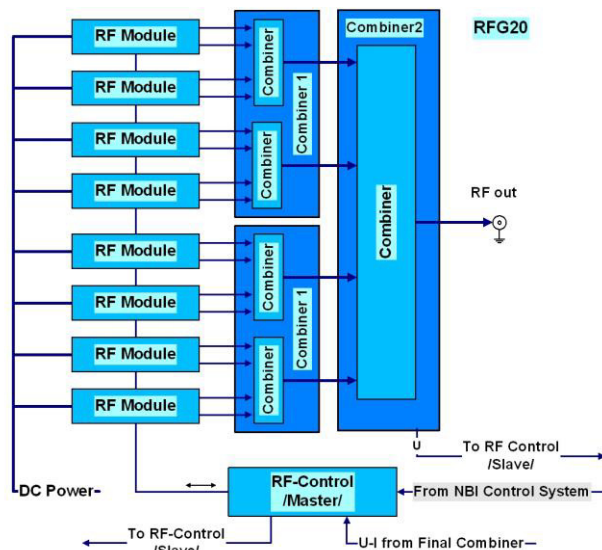 RFG20
Combiner2
RF Module
RF Module
RF Module
RF Module
RF Module
RF Module
RF Module
RF Module
Combiner
Combiner
Combiner 1
Combiner
Combiner
Combiner 1
Combiner
RF out
U
To RF Control
/Slave/
DC Power
RF-Control
/Master/
From NBI Control System
To RF-Control
/Slave/
U-I from Final Combiner